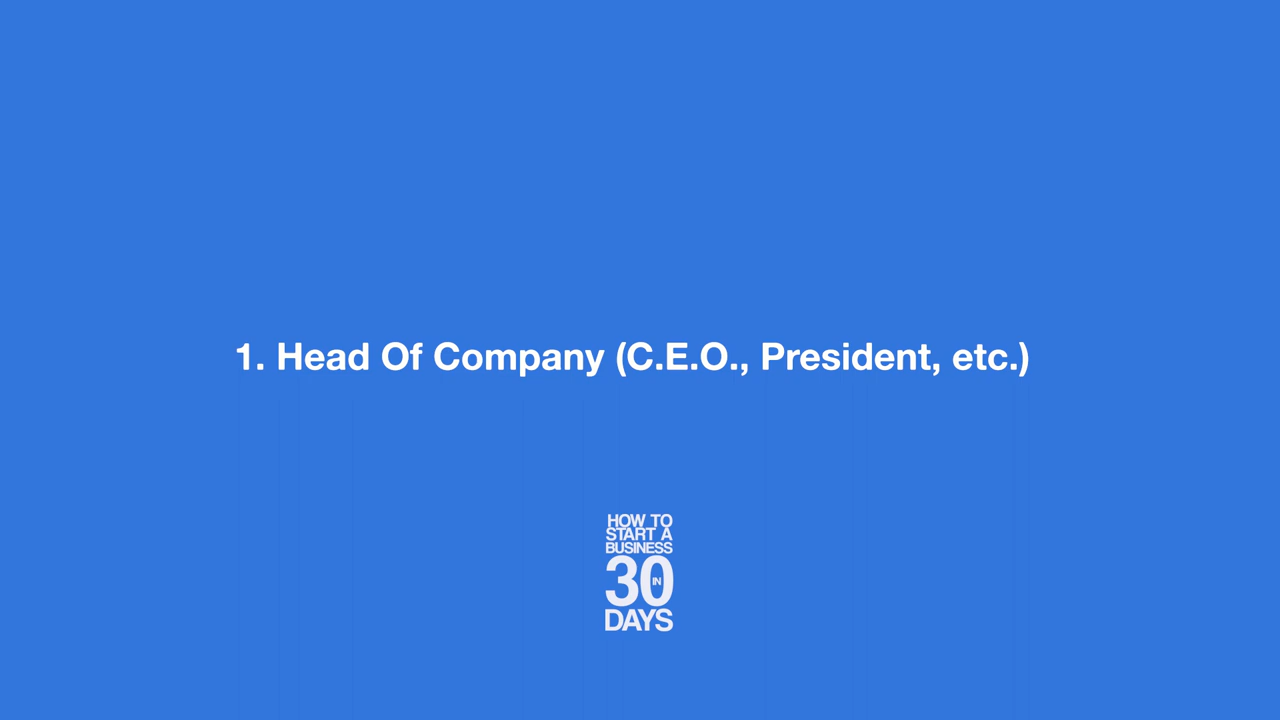 1. Head Of Company (C.E.O., President, etc.)
HOW TO
START A
BUSINESS
30
IN
DAYS